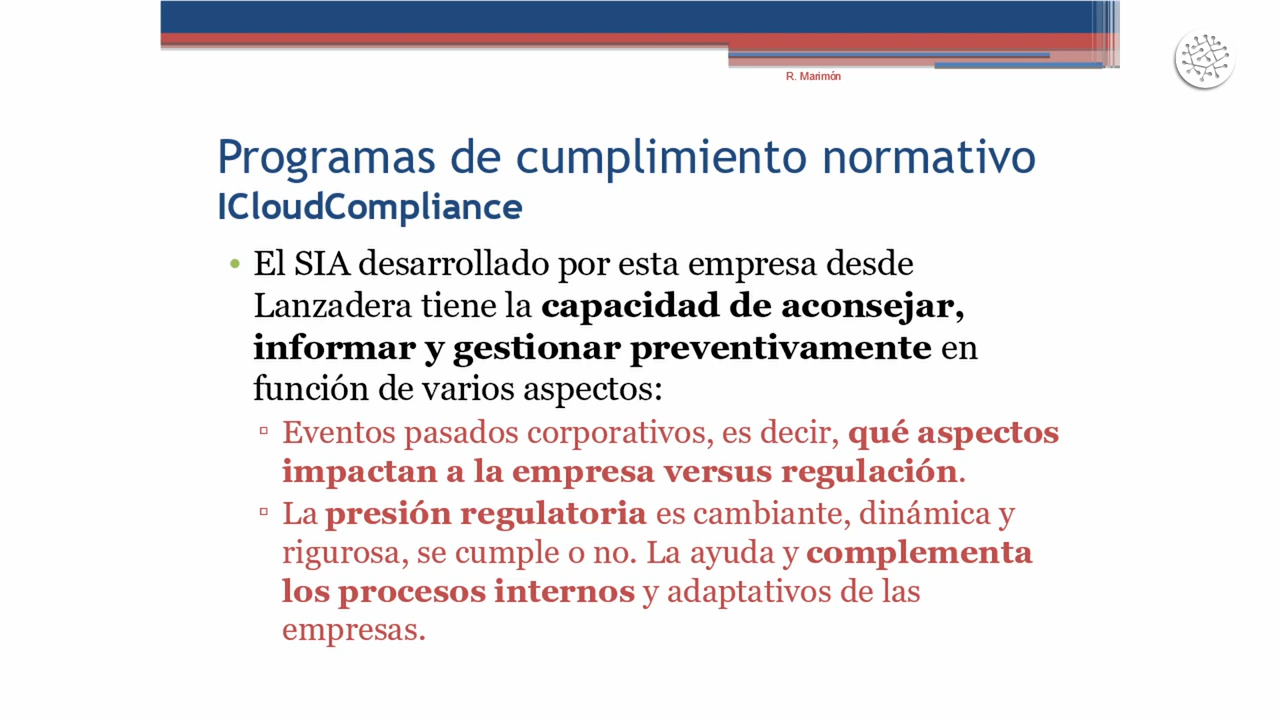 R. Marimón
Programas de cumplimiento normativo
ICloudCompliance
• El SIA desarrollado por esta empresa desde
Lanzadera tiene la capacidad de aconsejar,
informar y gestionar preventivamente en
función de varios aspectos:
▫ Eventos pasados corporativos, es decir, qué aspectos
impactan a la empresa versus regulación.
▫ La presión regulatoria es cambiante, dinámica y
rigurosa, se cumple o no. La ayuda y complementa
los procesos internos y adaptativos de las
empresas.